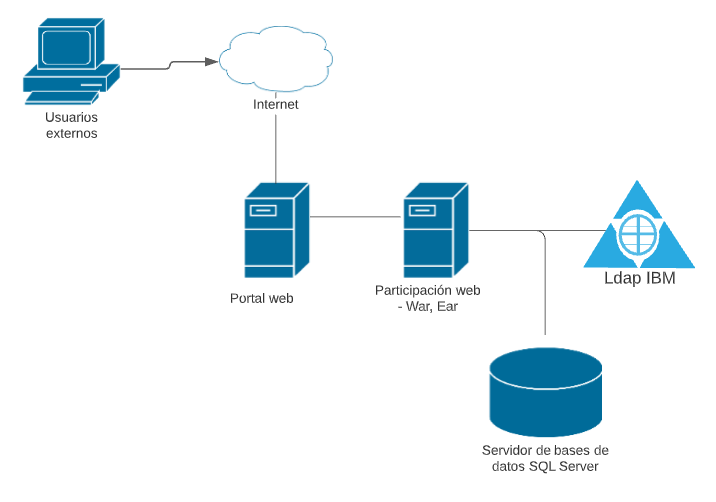 Internet
Usuarios
externos
Ldap IBM
Portal web
Participación web
- War, Ear
Servidor de bases de
datos SQL Server